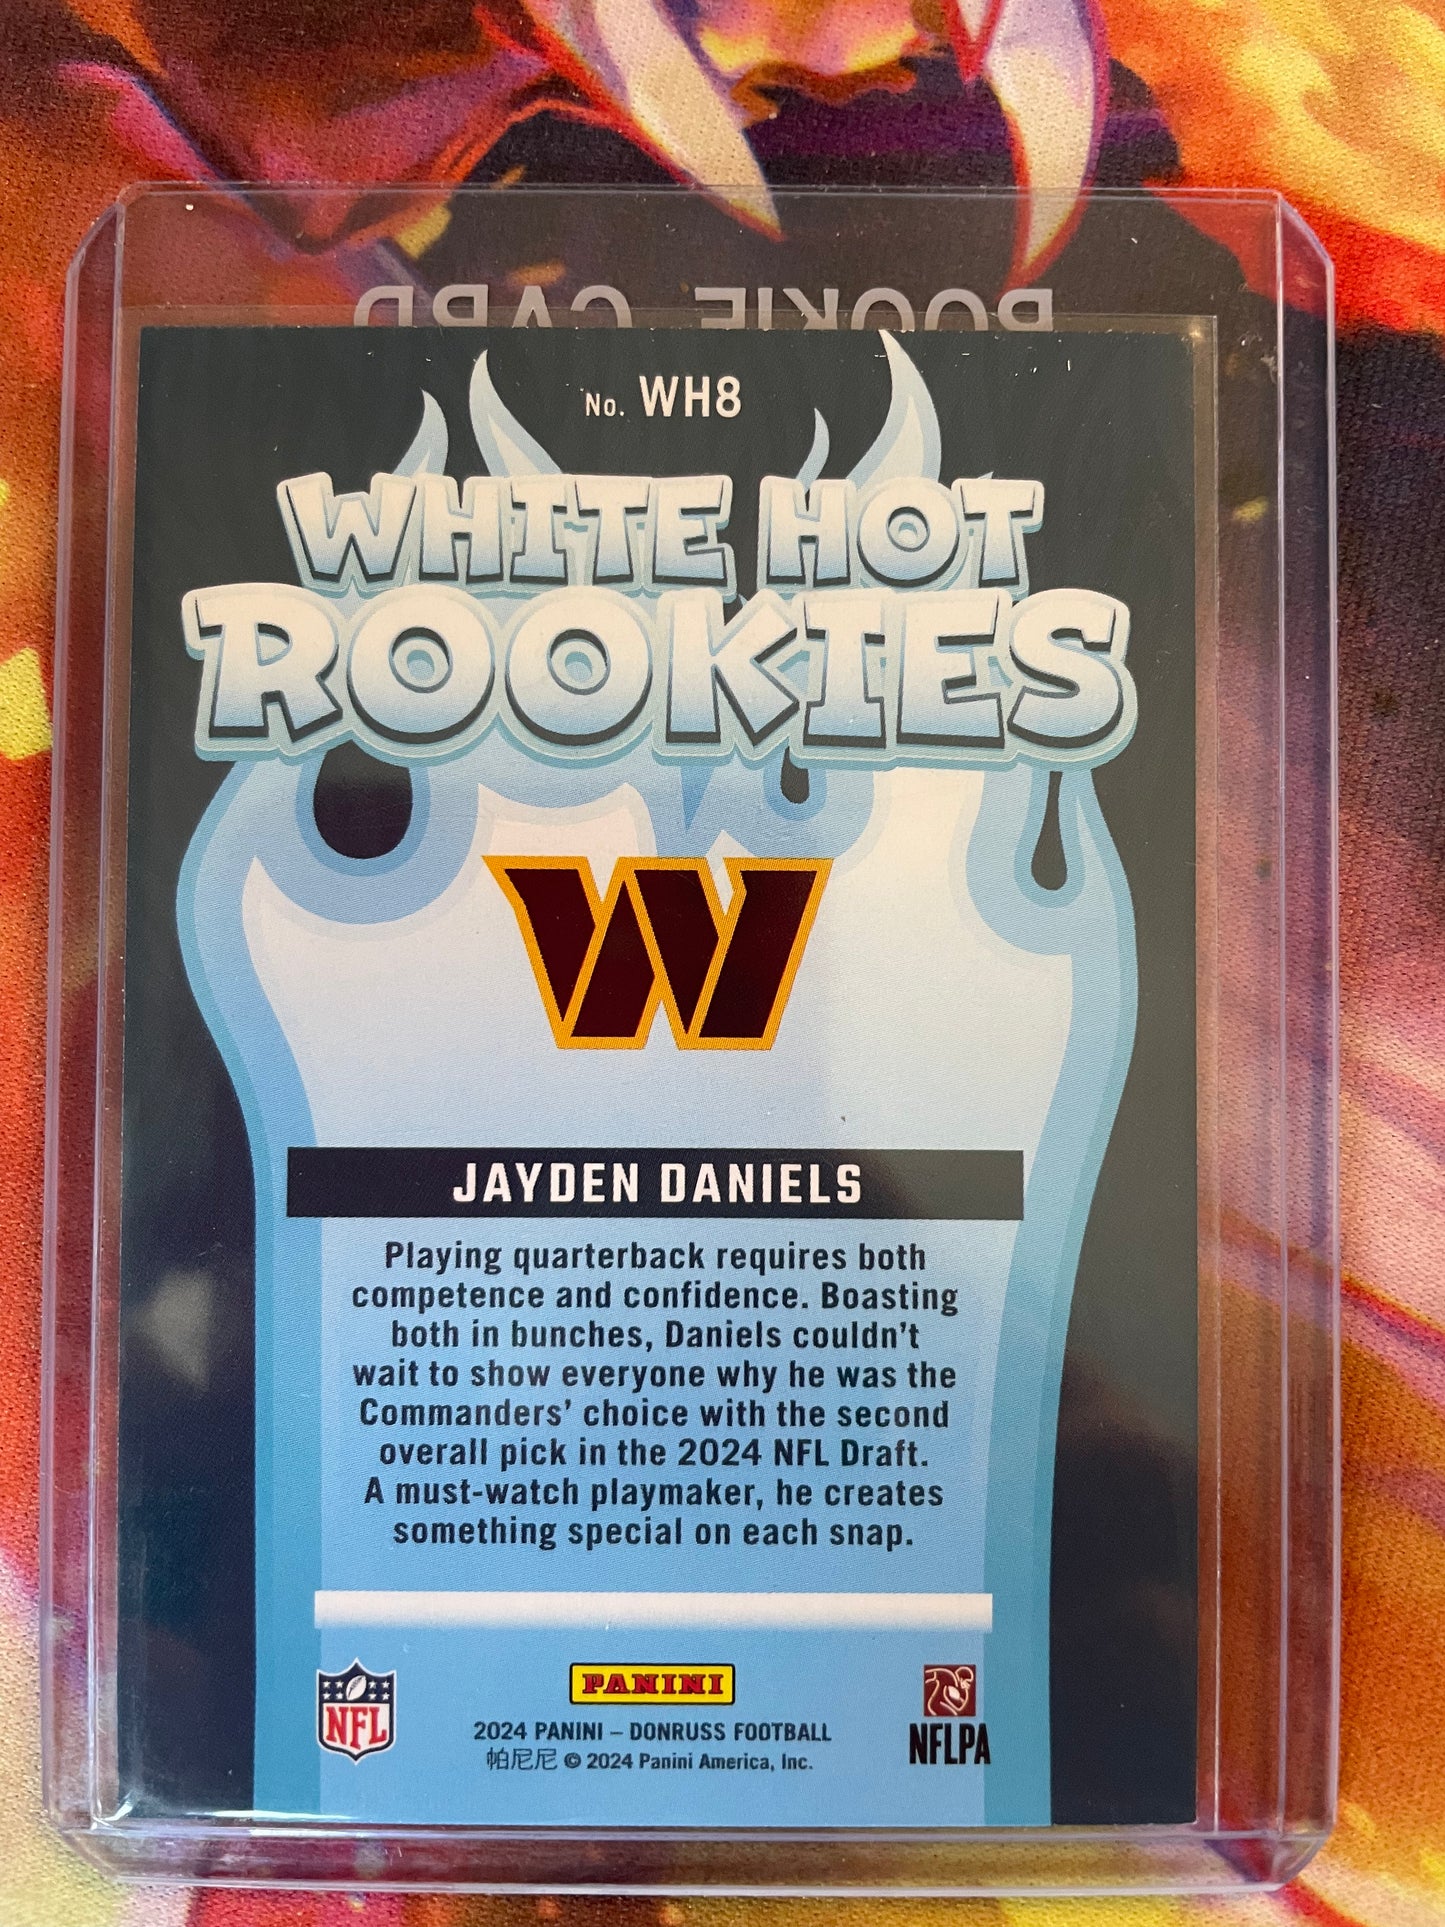 ROOKIE CARD
No. WH8
WHITE HOT
ROOKIES
W
JAYDEN DANIELS
Playing quarterback requires both
competence and confidence. Boasting
both in bunches, Daniels couldn't
wait to show everyone why he was the
Commanders' choice with the second
overall pick in the 2024 NFL Draft.
A must-watch playmaker, he creates
something special on each snap.
NFL
PANINI
NFLPA
2024 PANINI – DONRUSS FOOTBALL
帕尼尼 © 2024 Panini America, Inc.